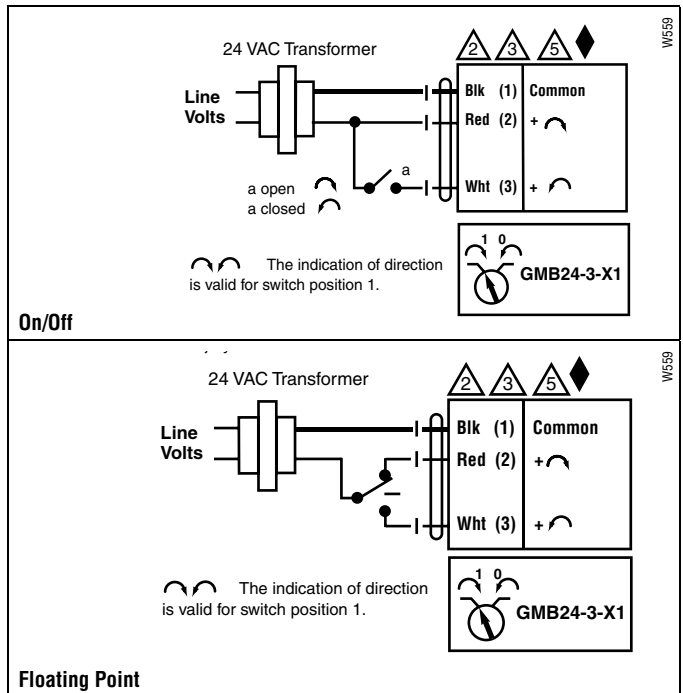 24 VAC Transformer
2 3 5
W559
Line
Volts
Blk (1) Common
Red (2) +
a
Wht (3) +
a open
a closed
1 0
GMB24-3-X1
The indication of direction
is valid for switch position 1.
On/Off
24 VAC Transformer
2 3 5
W559
Line
Volts
Blk (1) Common
Red (2) +
Wht (3) +
1 0
GMB24-3-X1
The indication of direction
is valid for switch position 1.
Floating Point